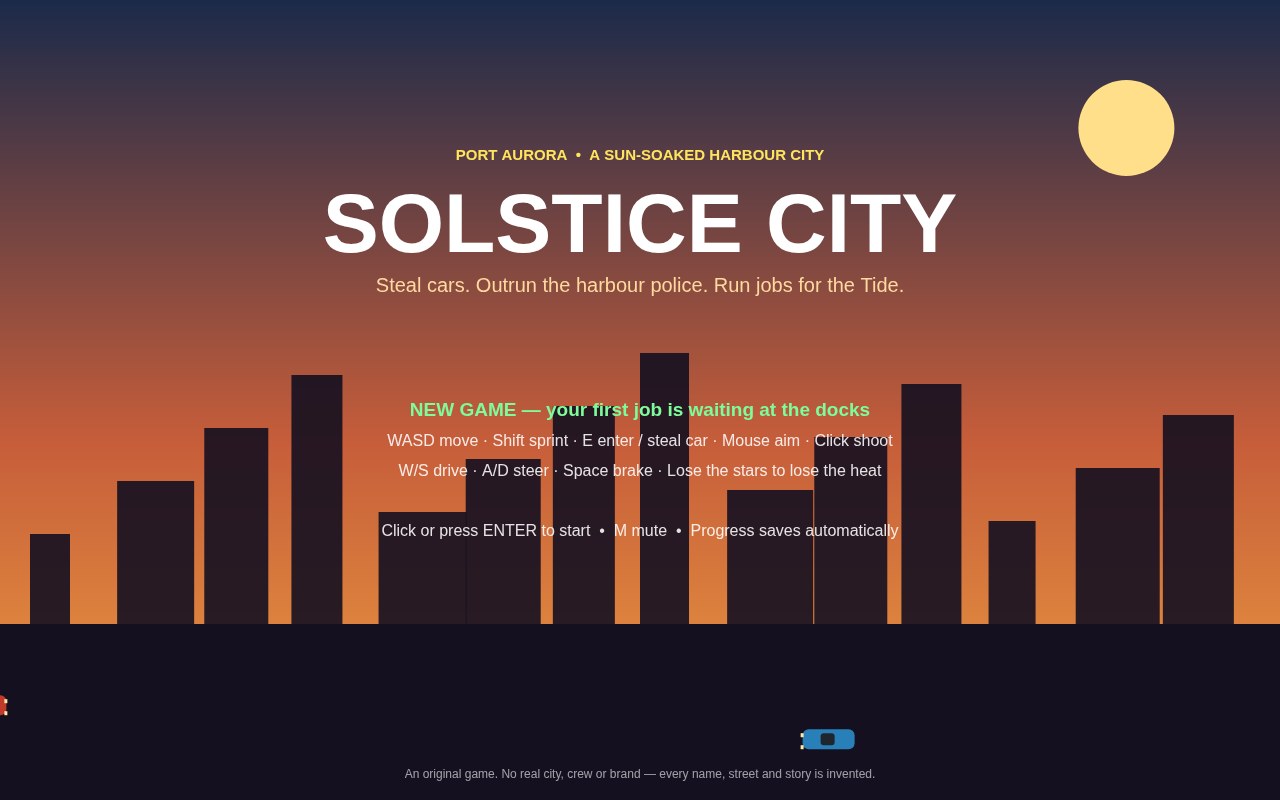 PORT AURORA • A SUN-SOAKED HARBOUR CITY
SOLSTICE CITY
Steal cars. Outrun the harbour police. Run jobs for the Tide.
NEW GAME — your first job is waiting at the docks
WASD move · Shift sprint · E enter / steal car · Mouse aim · Click shoot
W/S drive · A/D steer · Space brake · Lose the stars to lose the heat
Click or press ENTER to start • M mute • Progress saves automatically
An original game. No real city, crew or brand — every name, street and story is invented.